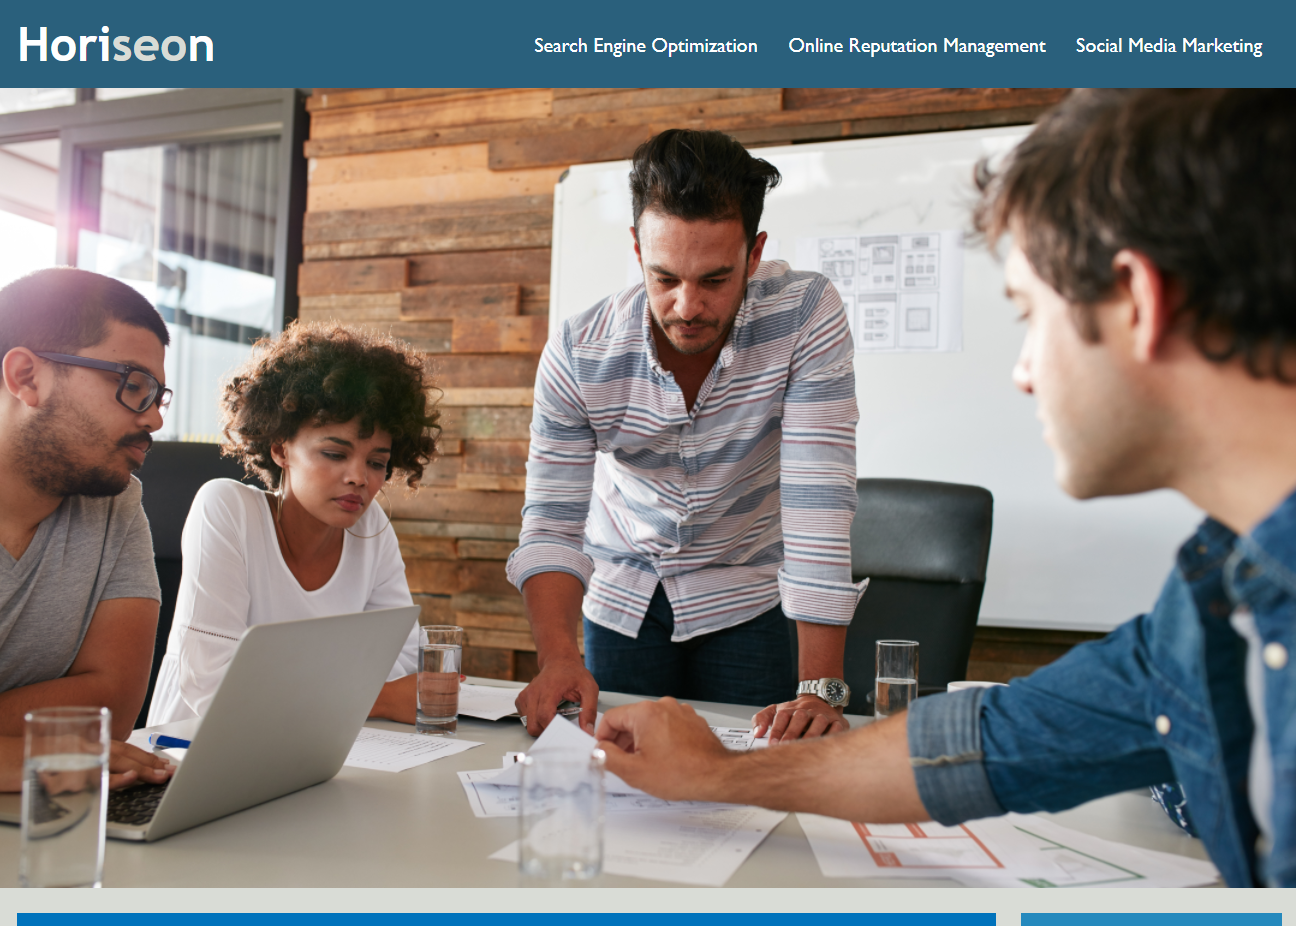 Horiseon
Search Engine Optimization
Online Reputation Management
Social Media Marketing